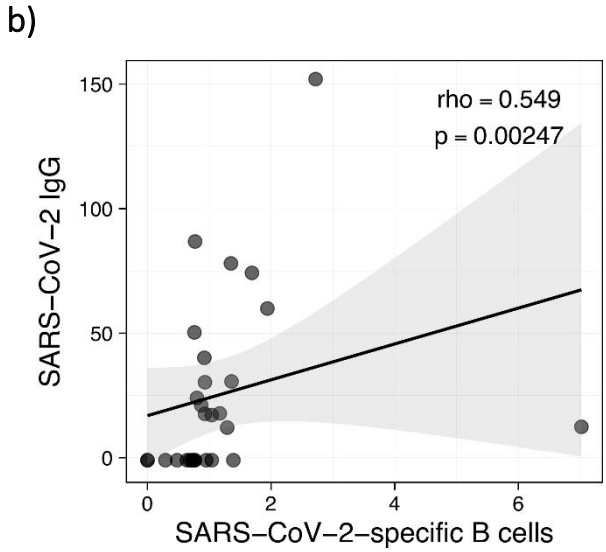 b)
rho = 0.549
p = 0.00247
150
100
50
0
SARS−CoV−2 IgG
0 2 4 6
SARS−CoV−2−specific B cells